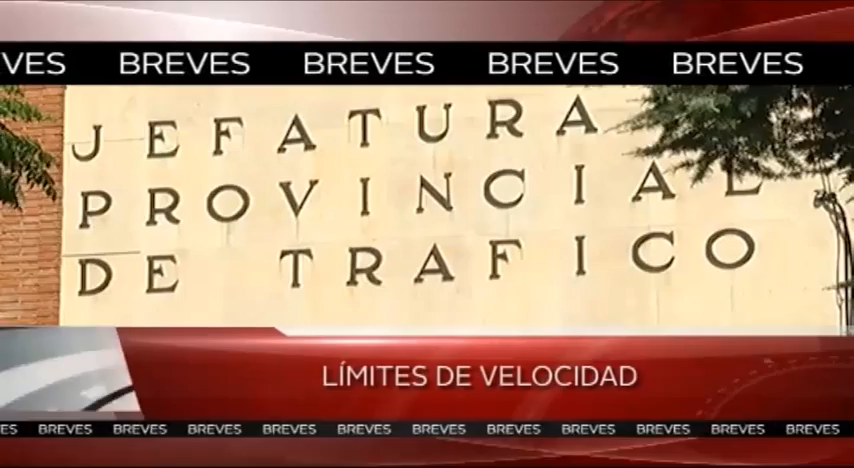 VES BREVES BREVES BREVES BREVES
JEFATURA
PROVINCIAL
DE TRAFICO
LÍMITES DE VELOCIDAD
ES BREVES BREVES BREVES BREVES BREVES BREVES BREVES BREVES BREVES BREVES BREVES